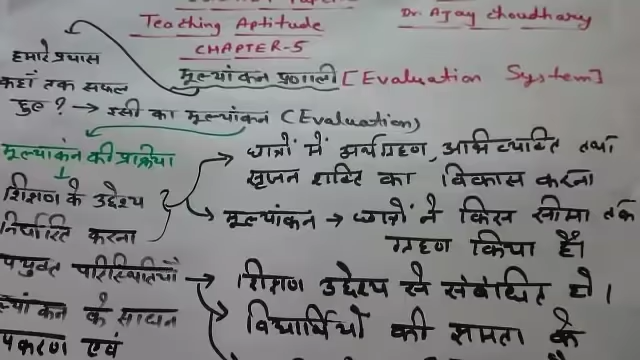 Teaching Aptitude
Dr. Ajay Choudhary
CHAPTER-5
मूल्यांकन प्रणाली [Evaluation System]
हमारे प्रयास
कहाँ तक सफल
हुए? → इसी का मूल्यांकन (Evaluation)
मूल्यांकन की प्रक्रिया
शिक्षण के उद्देश्य
निर्धारित करना
→ छात्रों में अर्थग्रहण, अभिव्यक्ति तथा
सृजन शक्ति का विकास करना
→ मूल्यांकन → छात्रों ने किस सीमा तक
ग्रहण किया है।
पयुक्त परिस्थितियाँ → शिक्षण उद्देश्य से संबंधित हो।
ल्यांकन के साधन
→ विद्यार्थियों की क्षमता के
पकरण एवं